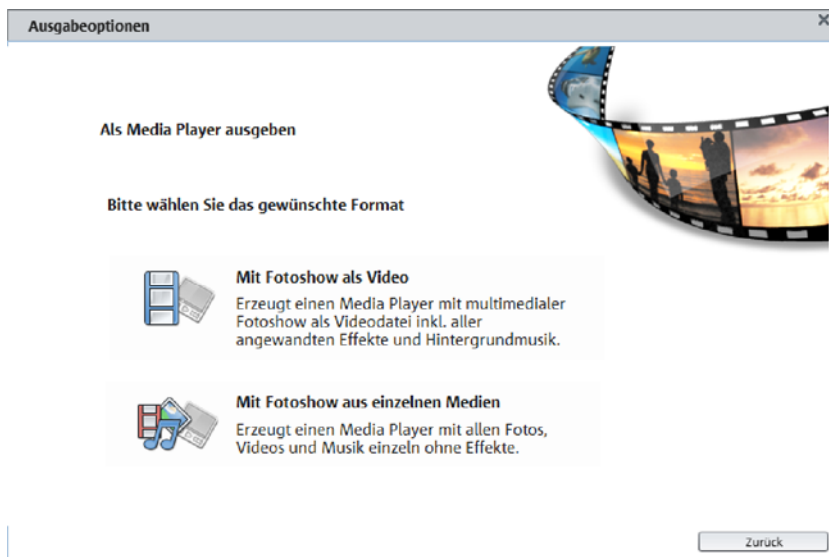 Ausgabeoptionen
Als Media Player ausgeben
Bitte wählen Sie das gewünschte Format
Mit Fotoshow als Video
Erzeugt einen Media Player mit multimedialer
Fotoshow als Videodatei inkl. aller
angewandten Effekte und Hintergrundmusik.
Mit Fotoshow aus einzelnen Medien
Erzeugt einen Media Player mit allen Fotos,
Videos und Musik einzeln ohne Effekte.
Zurück